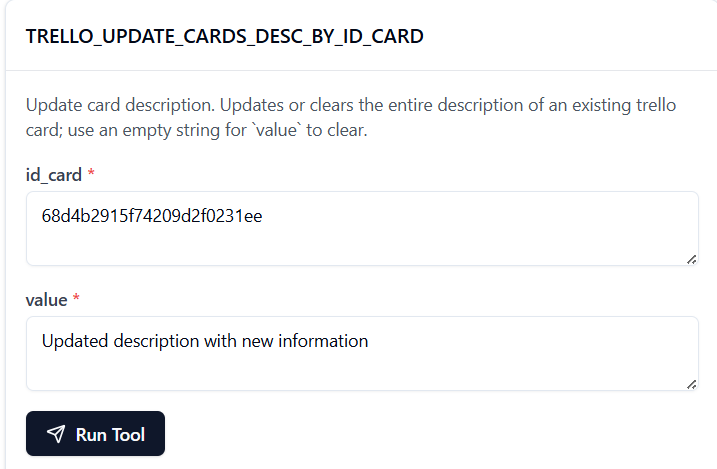 TRELLO_UPDATE_CARDS_DESC_BY_ID_CARD
Update card description. Updates or clears the entire description of an existing trello
card; use an empty string for `value` to clear.
id_card *
68d4b2915f74209d2f0231ee
value *
Updated description with new information
Run Tool